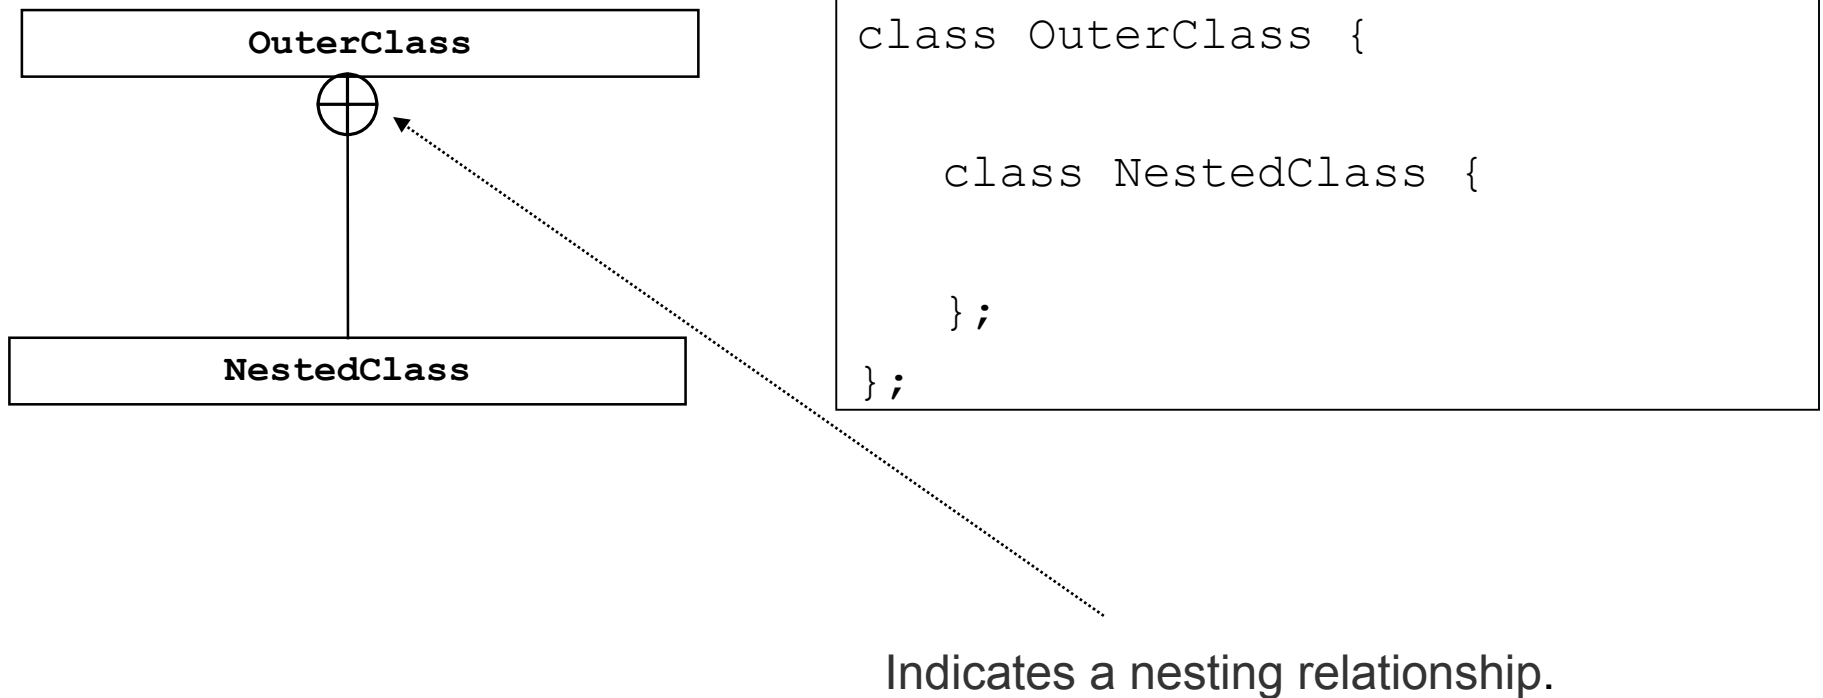 OuterClass
NestedClass
class OuterClass {
class NestedClass {
};
};
Indicates a nesting relationship.